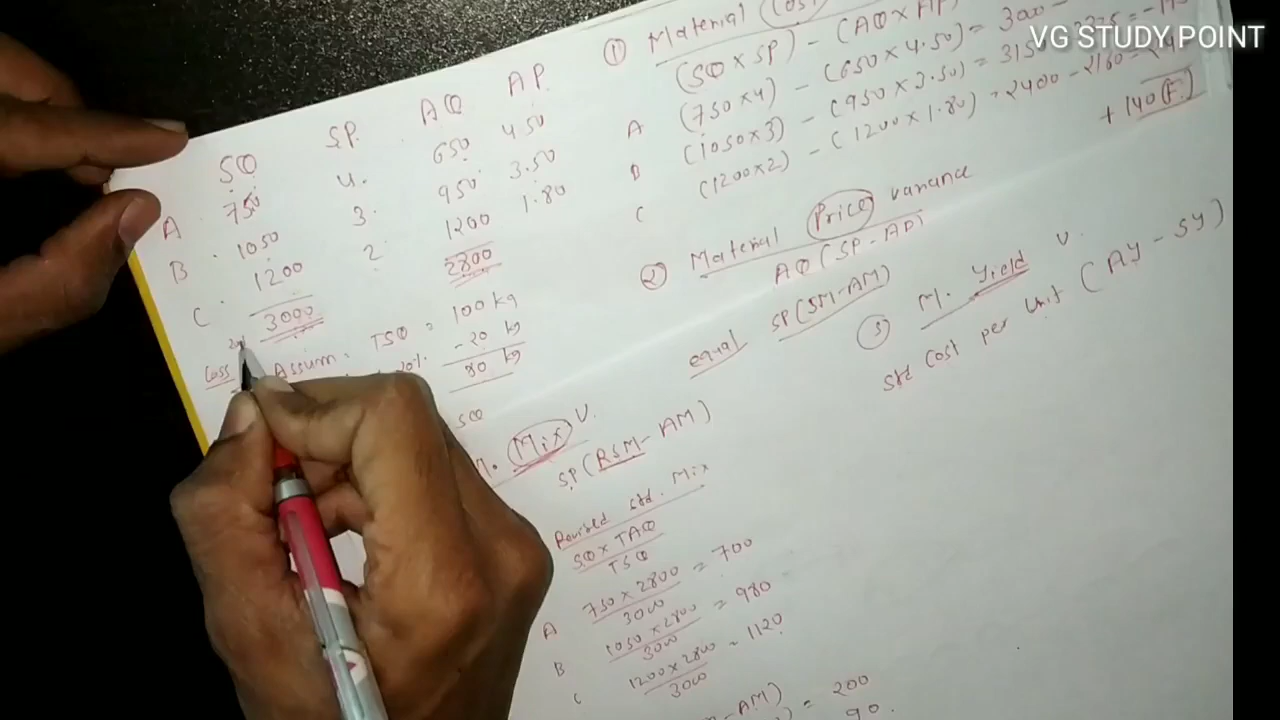 VG STUDY POINT
SQ SP. AQ AP.
A. 750 4. 650 4.50
B. 1050 3. 950 3.50
C. 1200 2. 1200 1.80
3000 2800
Loss
Assum. TSQ = 100 kg
20% - 20 kg
80 kg
SQ
① Material Cost
(SQ × SP) - (AQ × AP)
A (750×4) - (650 × 4.50) = 3000 -
B (1050×3) - (950 × 3.50) = 3150
C (1200×2) - (1200 × 1.80) = 2400 - 2160 =
+ 140 (F.)
② Material Price variance
AQ (SP - AP)
equal SP(SM-AM)
③ M. Yield V.
Std Cost per Unit (AY - SY)
M. Mix V.
SP (RSM - AM)
Revised Std. Mix
SQ × TAQ
TSQ
A 750 × 2800 = 700
3000
B 1050 × 2800 = 980
3000
C 1200 × 2800 - 1120
3000
-AM)
= 200
90.